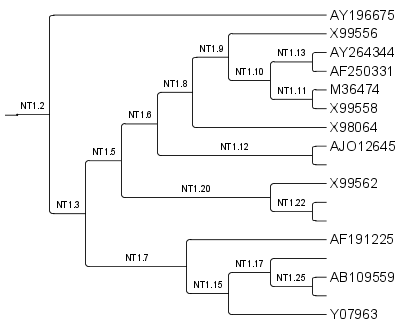 AY196675
X99556
NT1.9
NT1.13
AY264344
AF250331
NT1.10
NT1.8
M36474
NT1.11
X99558
NT1.2
NT1.6
X98064
AJO12645
NT1.12
NT1.5
X99562
NT1.20
NT1.22
NT1.3
AF191225
NT1.7
NT1.17
AB109559
NT1.25
NT1.15
Y07963